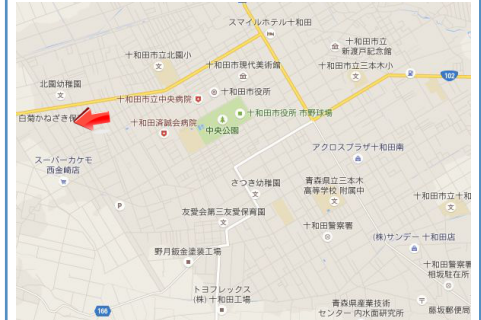 スマイルホテル十和田
十和田市立
新渡戸記念館
十和田市立北園小
十和田市現代美術館
十和田市立三本木小
102
北園幼稚園
十和田市役所
十和田市立中央病院
十和田市役所 市野球場
白菊かねざき保
十和田済誠会病院
中央公園
アクロスプラザ十和田南
スーパーカケモ
西金崎店
さつき幼稚園
青森県立三本木
高等学校 附属中
十和田市立十和
P
友愛会第三友愛保育園
十和田警察署
(株)サンデー 十和田店
野月鈑金塗装工場
十和田警察署
相坂駐在所
トヨフレックス
(株) 十和田工場
166
青森県産業技術
センター 内水面研究所
藤坂郵便局